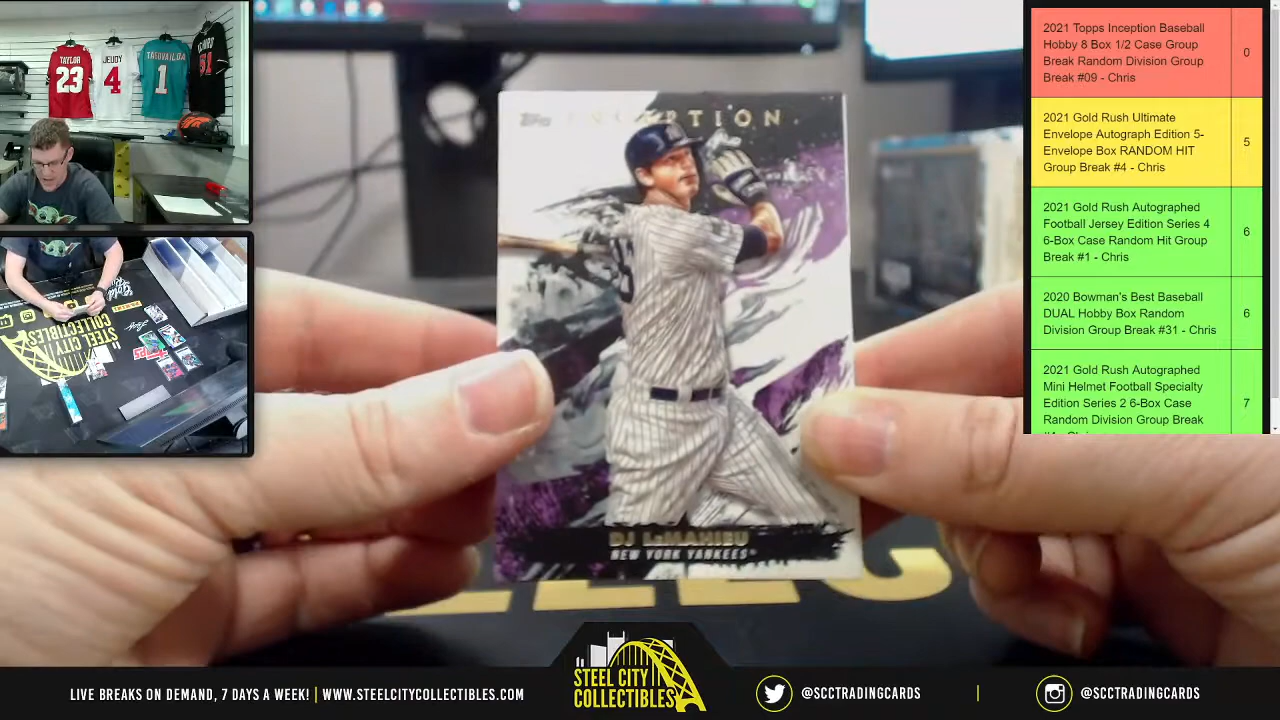 TAYLOR
23
JEUDY
4
TAGOVAILOA
1
STEEL CITY
COLLECTIBLES
Topps
INCEPTION
DJ LeMAHIEU
NEW YORK YANKEES
2021 Topps Inception Baseball
Hobby 8 Box 1/2 Case Group
Break Random Division Group
Break #09 - Chris
0
2021 Gold Rush Ultimate
Envelope Autograph Edition 5-
Envelope Box RANDOM HIT
Group Break #4 - Chris
5
2021 Gold Rush Autographed
Football Jersey Edition Series 4
6-Box Case Random Hit Group
Break #1 - Chris
6
2020 Bowman's Best Baseball
DUAL Hobby Box Random
Division Group Break #31 - Chris
6
2021 Gold Rush Autographed
Mini Helmet Football Specialty
Edition Series 2 6-Box Case
Random Division Group Break
7
LIVE BREAKS ON DEMAND, 7 DAYS A WEEK! | WWW.STEELCITYCOLLECTIBLES.COM
STEEL CITY
COLLECTIBLES
@SCCTRADINGCARDS
|
@SCCTRADINGCARDS